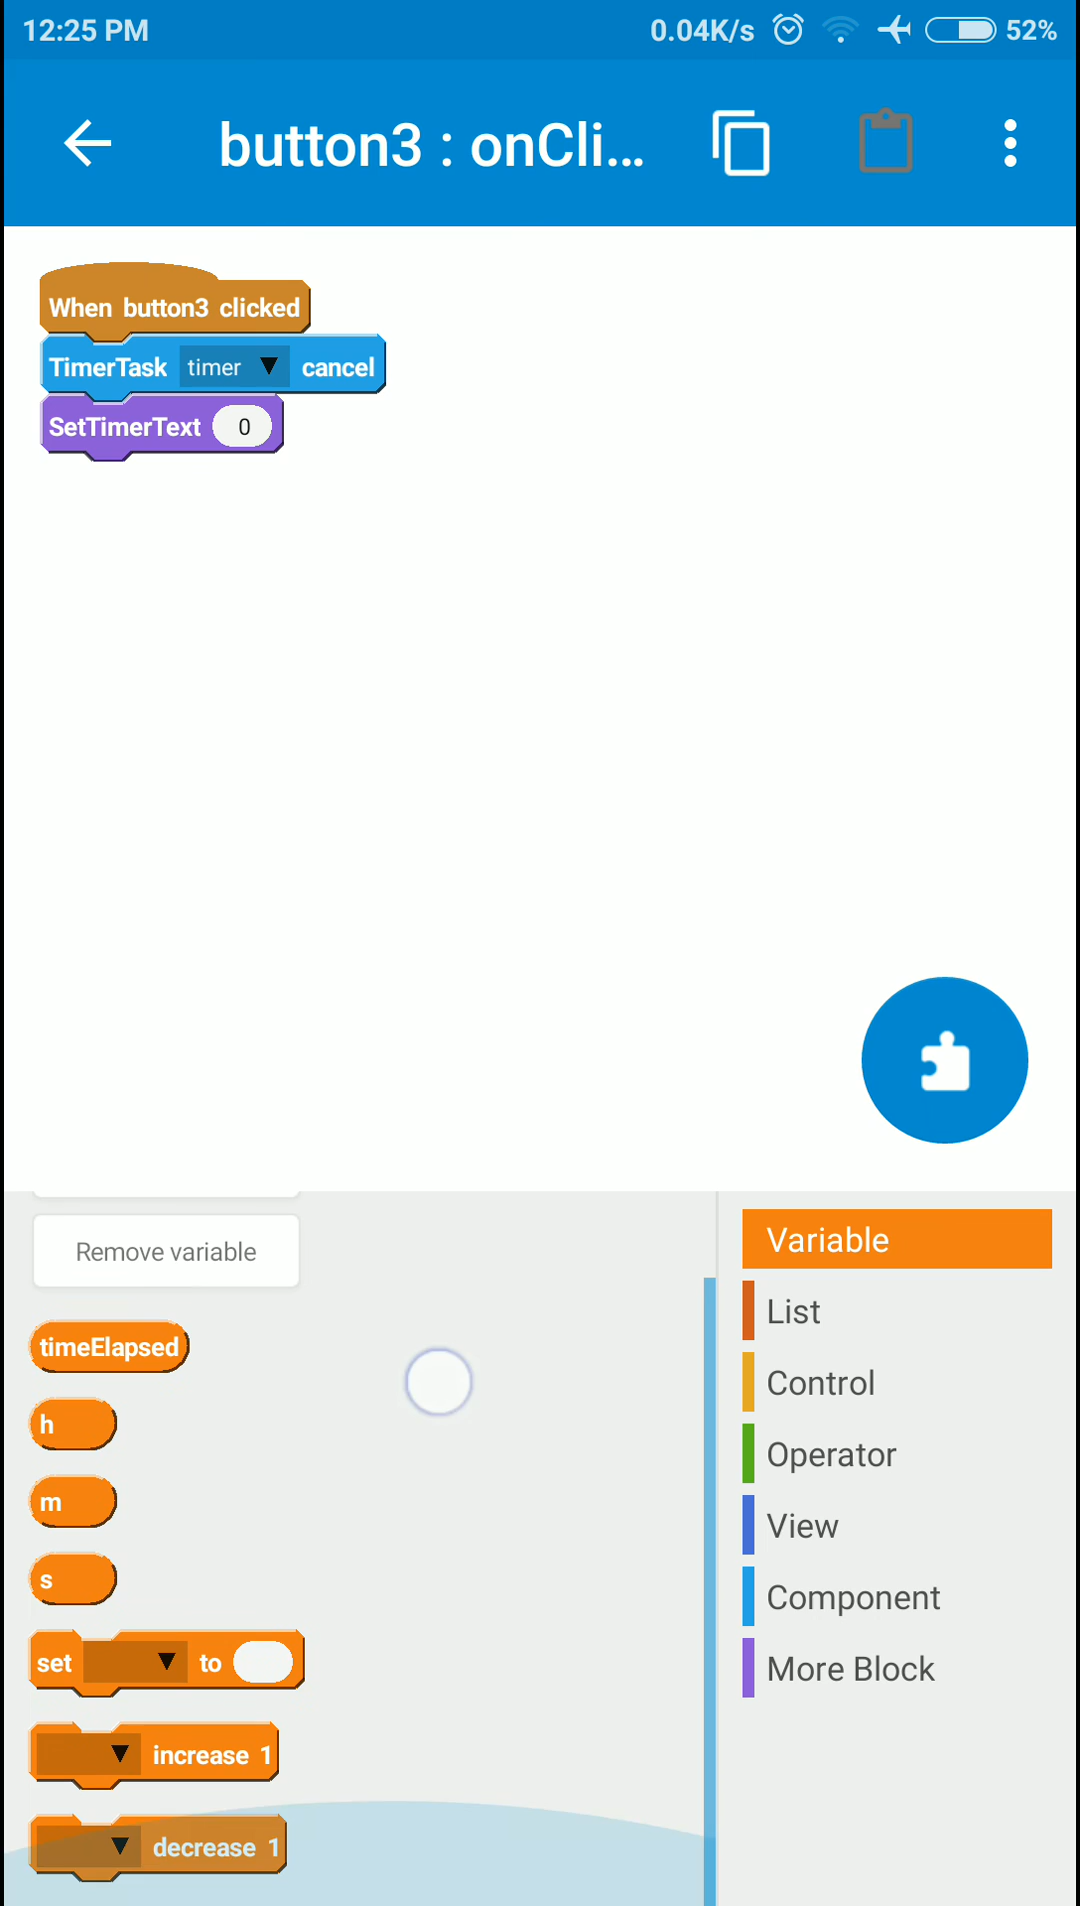 12:25 PM 0.04K/s 52%
button3 : onCli...
When button3 clicked
TimerTask timer cancel
SetTimerText 0
Remove variable
timeElapsed
h
m
s
set to
increase 1
decrease 1
Variable
List
Control
Operator
View
Component
More Block